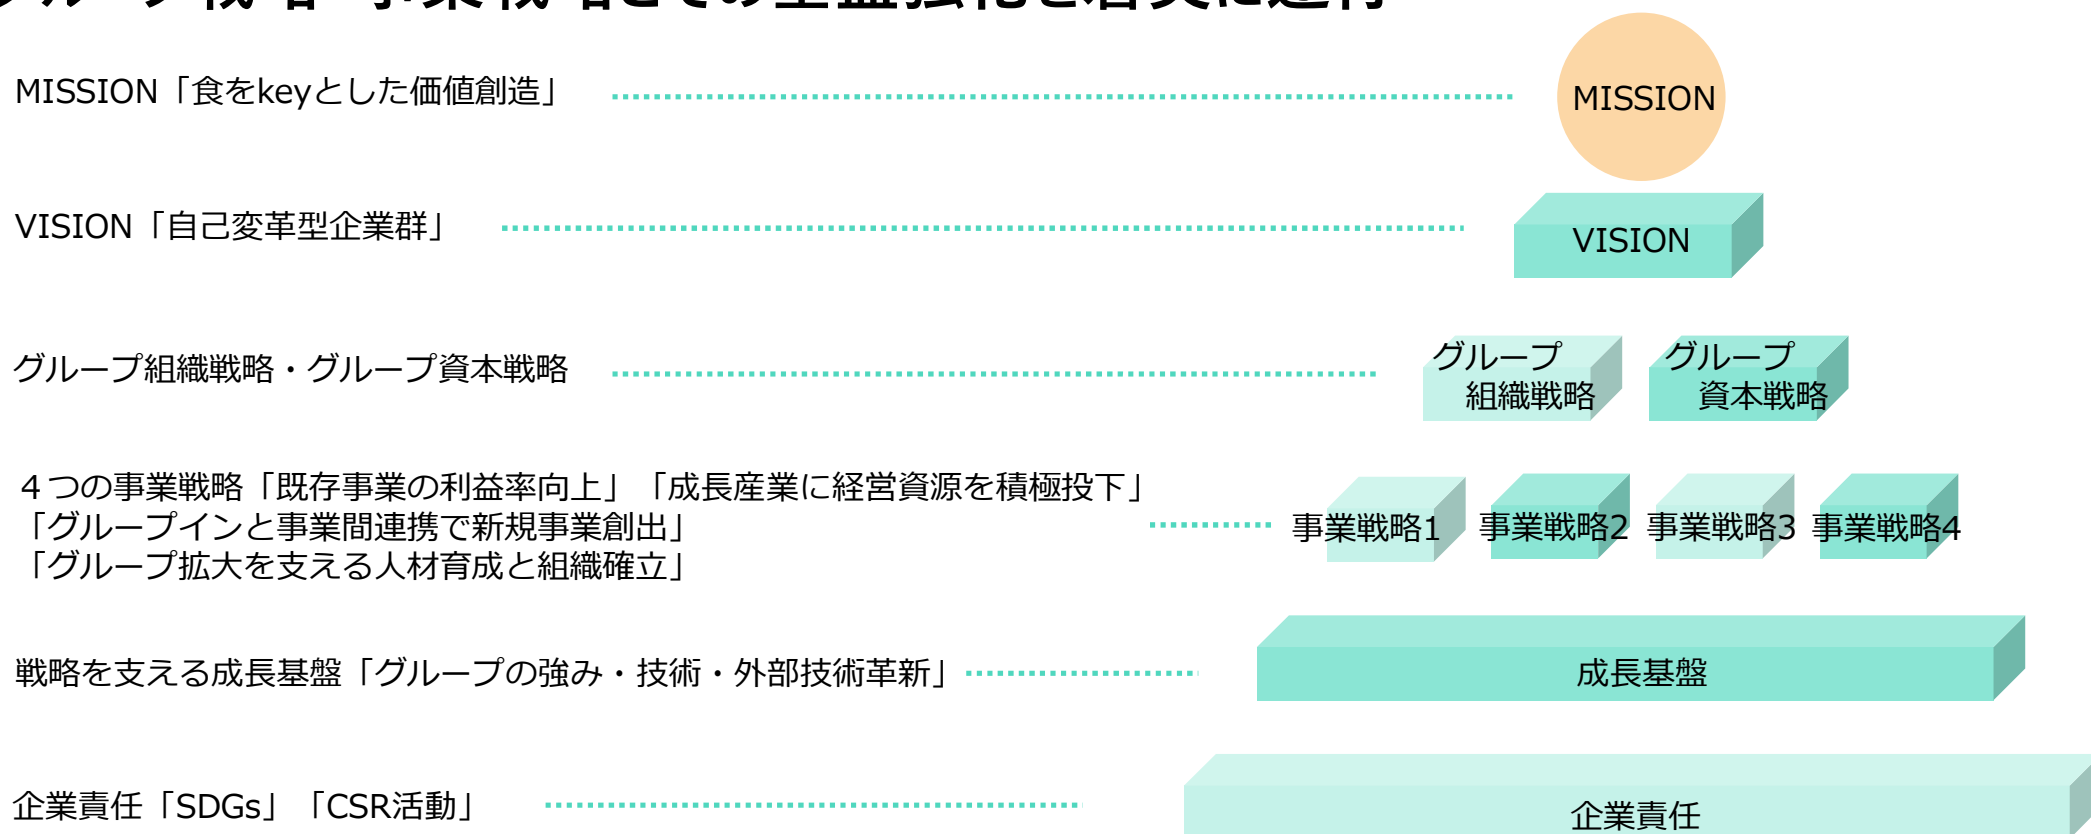 MISSION「食をkeyとした価値創造」
MISSION
VISION「自己変革型企業群」
VISION
グループ組織戦略・グループ資本戦略
グループ
組織戦略
グループ
資本戦略
４つの事業戦略「既存事業の利益率向上」「成長産業に経営資源を積極投下」
「グループインと事業間連携で新規事業創出」
「グループ拡大を支える人材育成と組織確立」
事業戦略1
事業戦略2
事業戦略3
事業戦略4
戦略を支える成長基盤「グループの強み・技術・外部技術革新」
成長基盤
企業責任「SDGs」「CSR活動」
企業責任